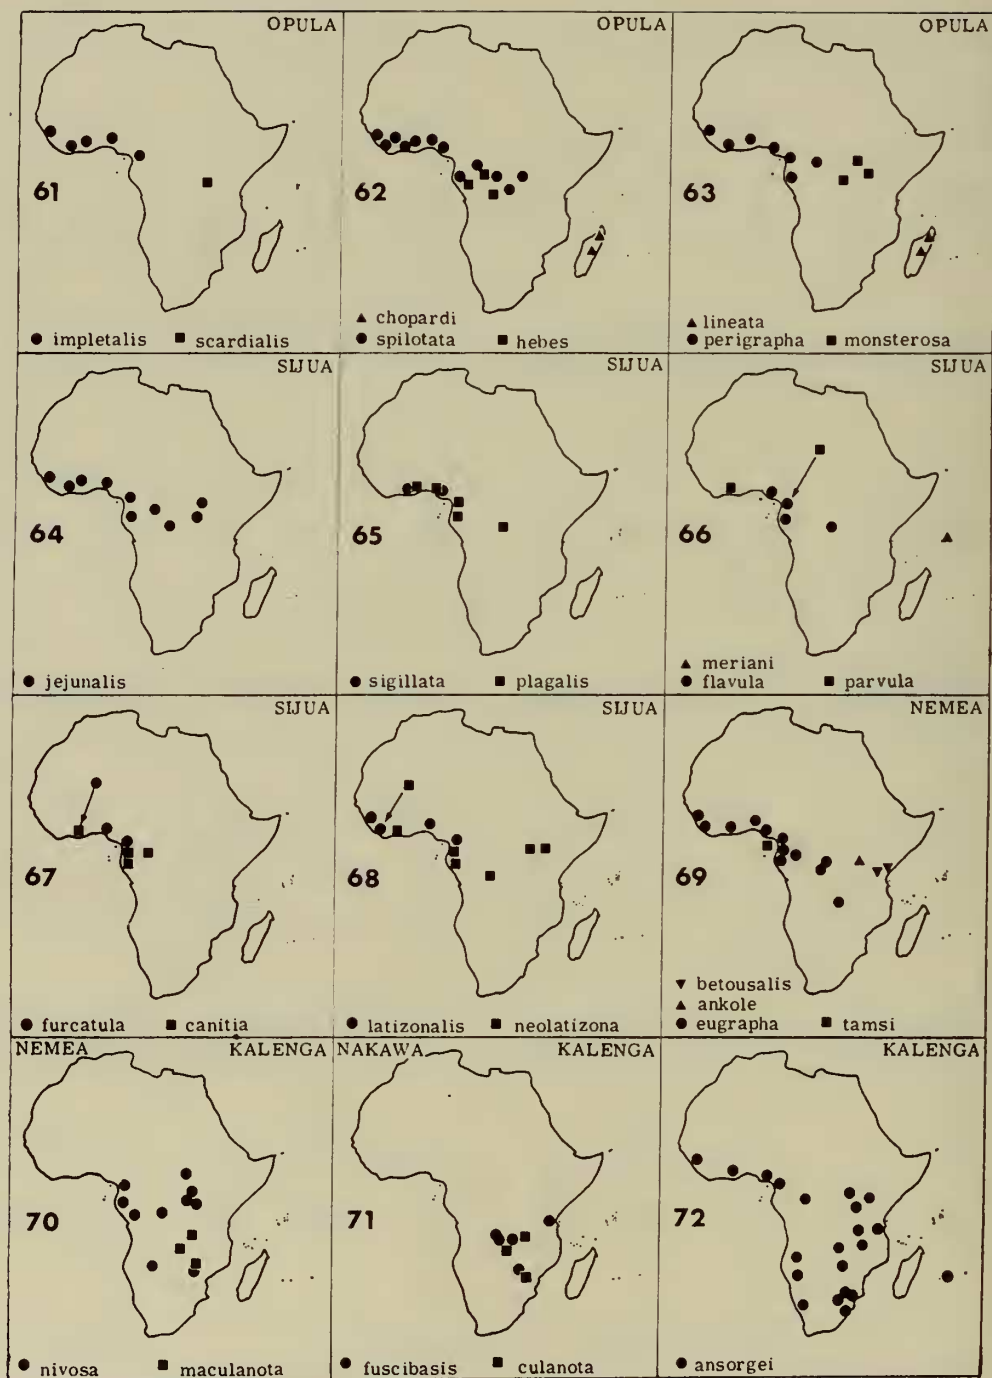 OPULA
61
● impletalis ■ scardialis
OPULA
62
▲ chopardi
● spilotata ■ hebes
OPULA
63
▲ lineata
● perigrapha ■ monsterosa
SIJUA
64
● jejunalis
SIJUA
65
● sigillata ■ plagalis
SIJUA
66
▲ meriani
● flavula ■ parvula
SIJUA
67
● furcatula ■ canitia
SIJUA
68
● latizonalis ■ neolatizona
NEMEA
69
▼ betousalis
▲ ankole
● eugrapha ■ tamsi
NEMEA KALENGA
70
● nivosa ■ maculanota
NAKAWA KALENGA
71
● fuscibasis ■ culanota
KALENGA
72
● ansorgei